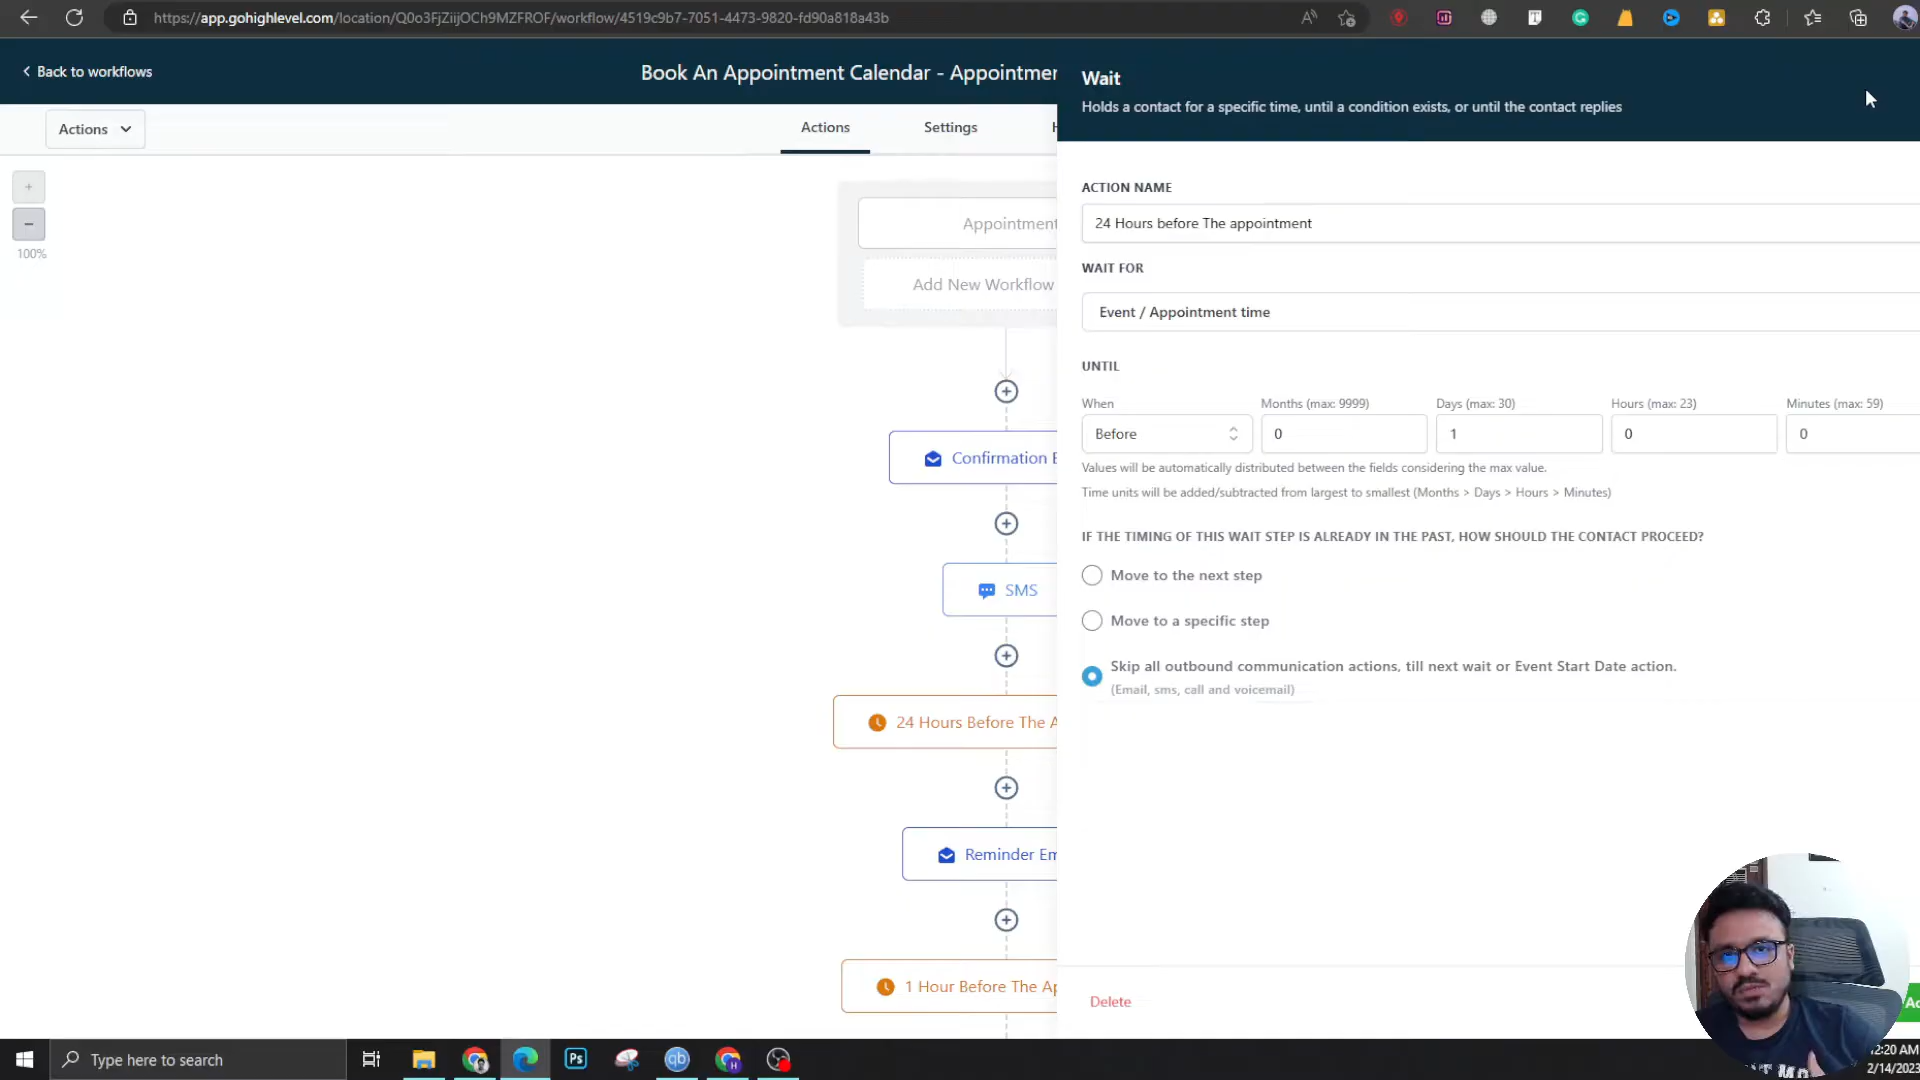 https://app.gohighlevel.com/location/Q0o3FjZiijOCh9MZFROF/workflow/4519c9b7-7051-4473-9820-fd90a818a43b
Back to workflows
Book An Appointment Calendar - Appointmer
Wait
Holds a contact for a specific time, until a condition exists, or until the contact replies
Actions
Actions
Settings
100%
ACTION NAME
24 Hours before The appointment
WAIT FOR
Event / Appointment time
UNTIL
When
Months (max: 9999)
Days (max: 30)
Hours (max: 23)
Minutes (max: 59)
Before
0
1
0
0
Values will be automatically distributed between the fields considering the max value.
Time units will be added/subtracted from largest to smallest (Months > Days > Hours > Minutes)
IF THE TIMING OF THIS WAIT STEP IS ALREADY IN THE PAST, HOW SHOULD THE CONTACT PROCEED?
Move to the next step
Move to a specific step
Skip all outbound communication actions, till next wait or Event Start Date action.
(Email, sms, call and voicemail)
Appointment
Add New Workflow
Confirmation E
SMS
24 Hours Before The A
Reminder Em
1 Hour Before The Ap
Delete
Ac
Type here to search
12:20 AM
2/14/2023